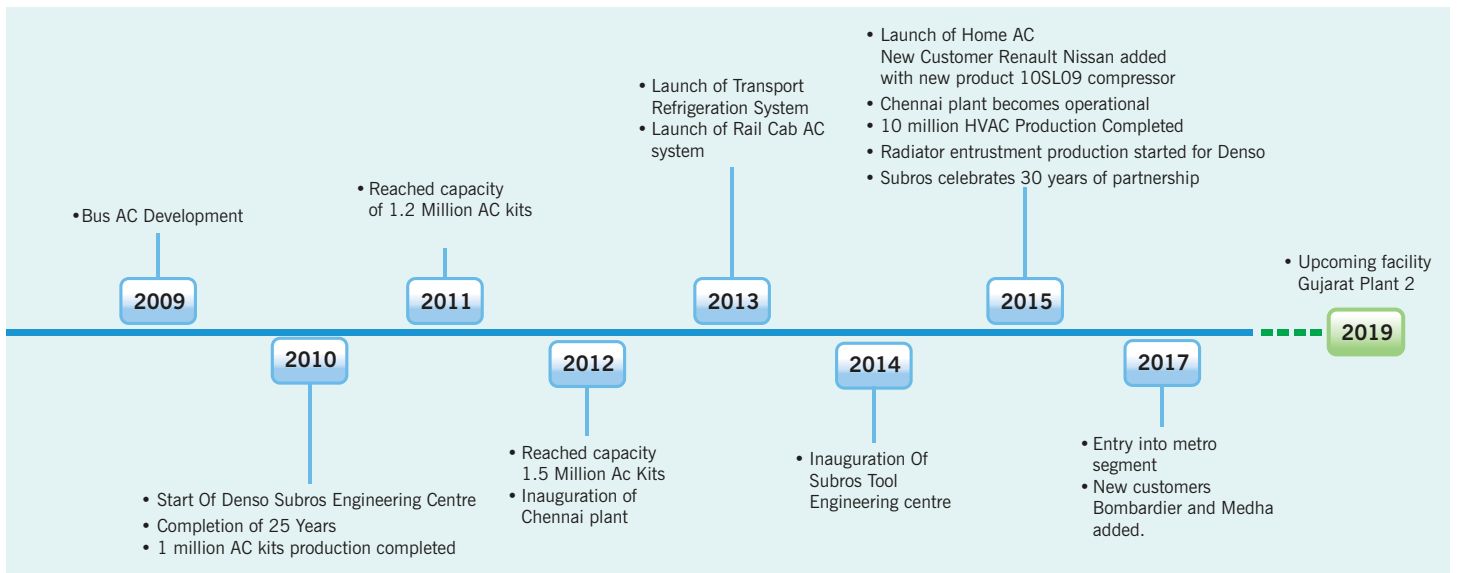 •Bus AC Development
2009
2010
• Start Of Denso Subros Engineering Centre
• Completion of 25 Years
• 1 million AC kits production completed
• Reached capacity
of 1.2 Million AC kits
2011
2012
• Reached capacity
1.5 Million Ac Kits
• Inauguration of
Chennai plant
• Launch of Transport
Refrigeration System
• Launch of Rail Cab AC
system
2013
2014
• Inauguration Of
Subros Tool
Engineering centre
• Launch of Home AC
New Customer Renault Nissan added
with new product 10SL09 compressor
• Chennai plant becomes operational
• 10 million HVAC Production Completed
• Radiator entrustment production started for Denso
• Subros celebrates 30 years of partnership
2015
2017
• Entry into metro
segment
• New customers
Bombardier and Medha
added.
• Upcoming facility
Gujarat Plant 2
2019